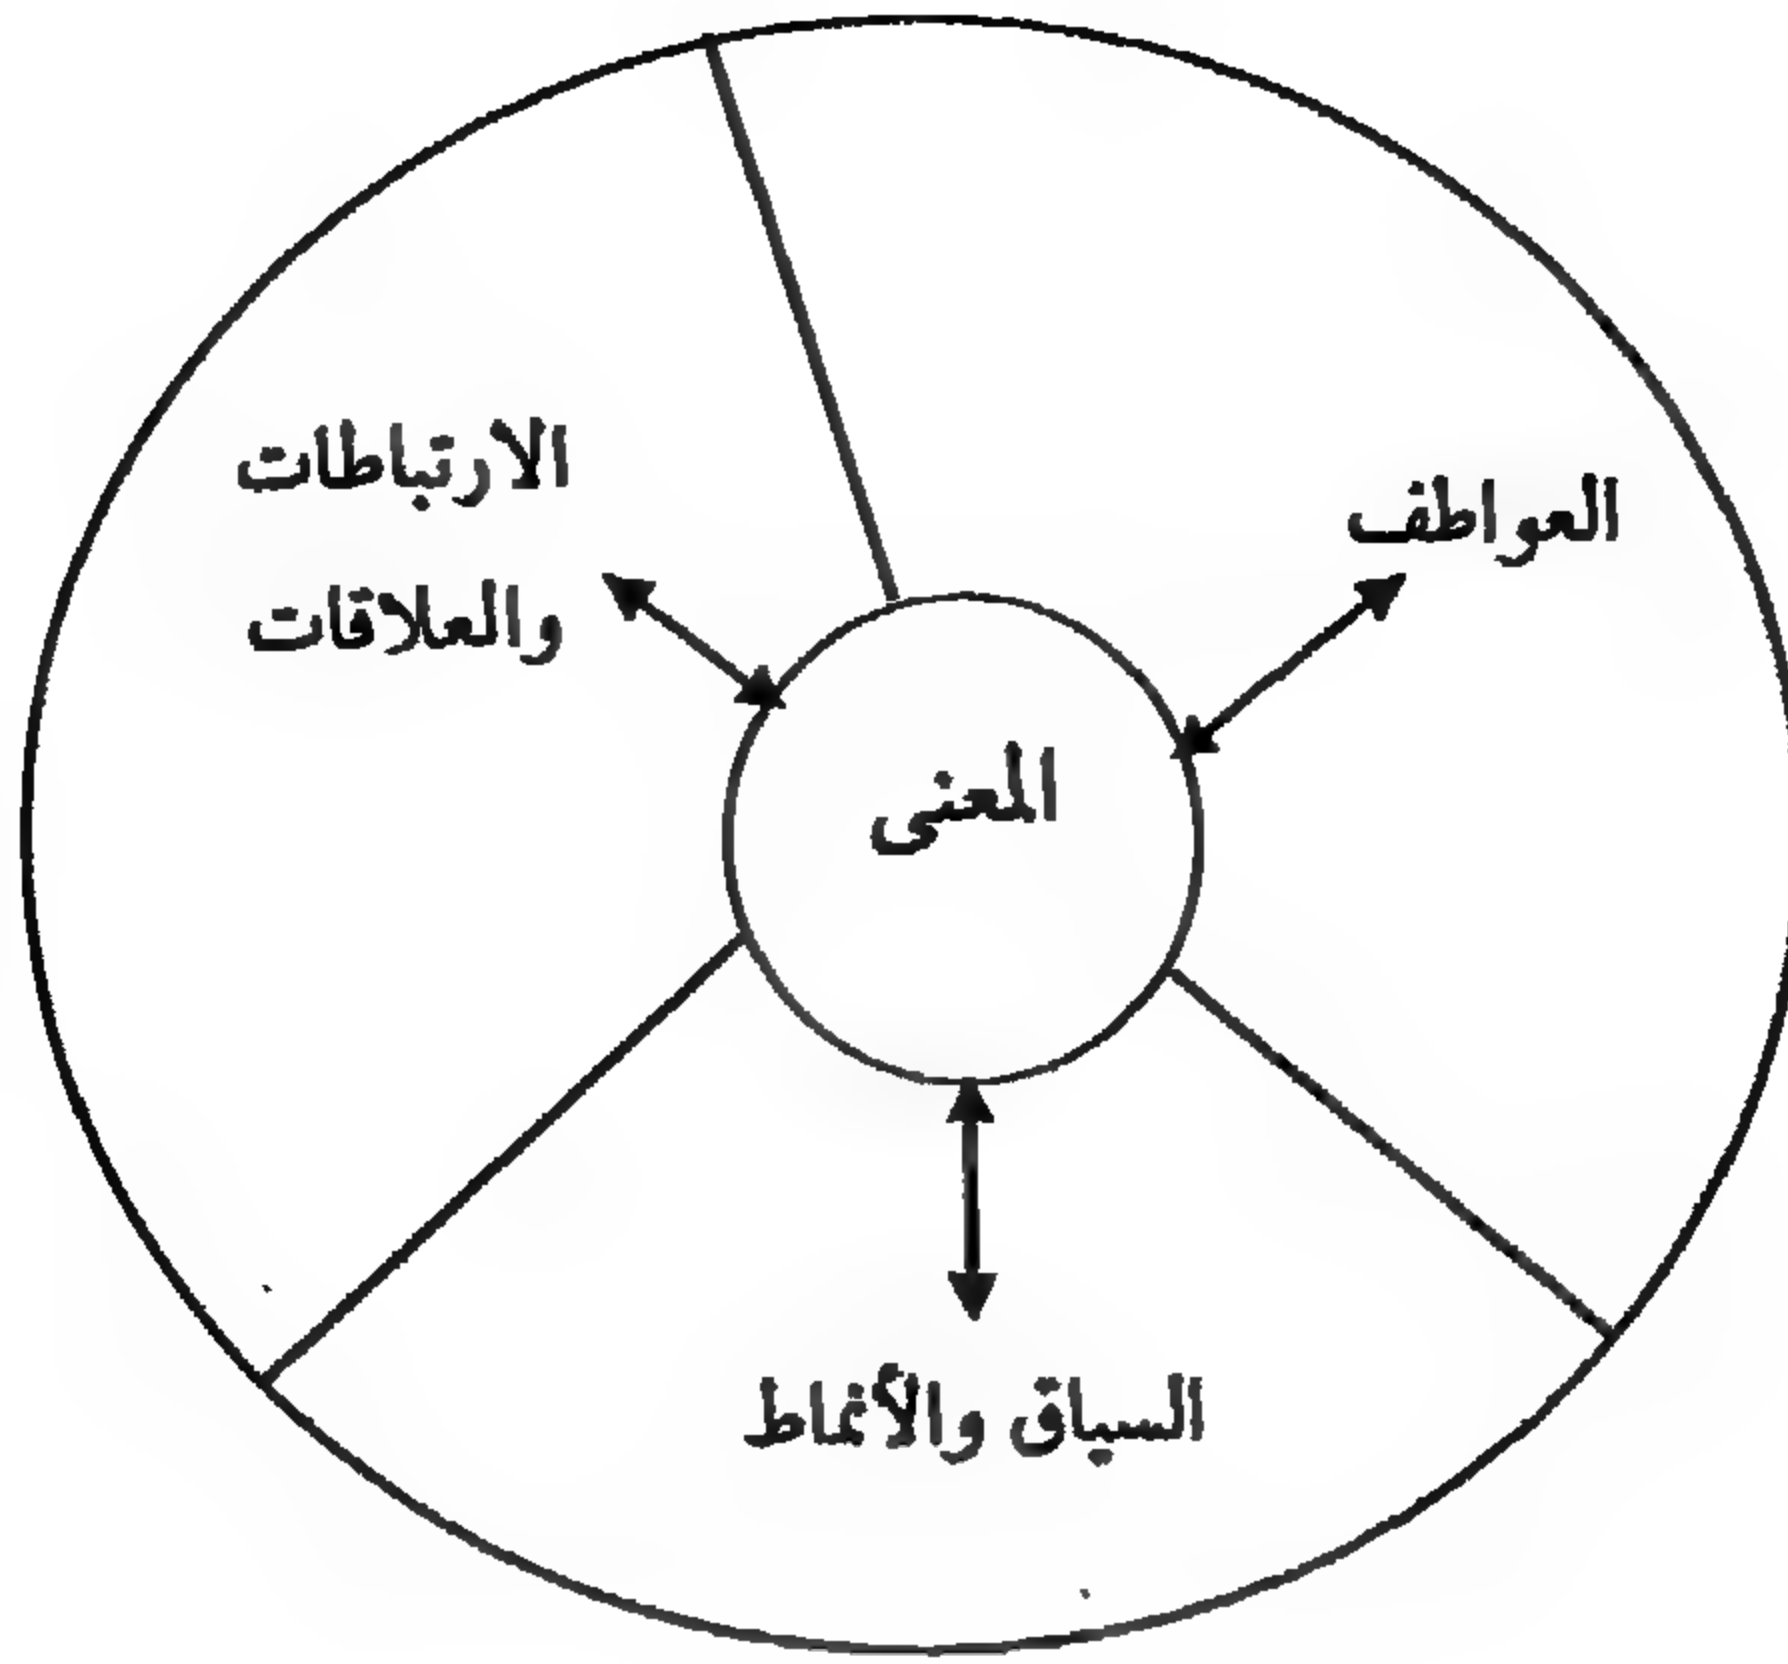 العواطف
الارتباطات
والعلاقات
المعنى
السياق والأنماط